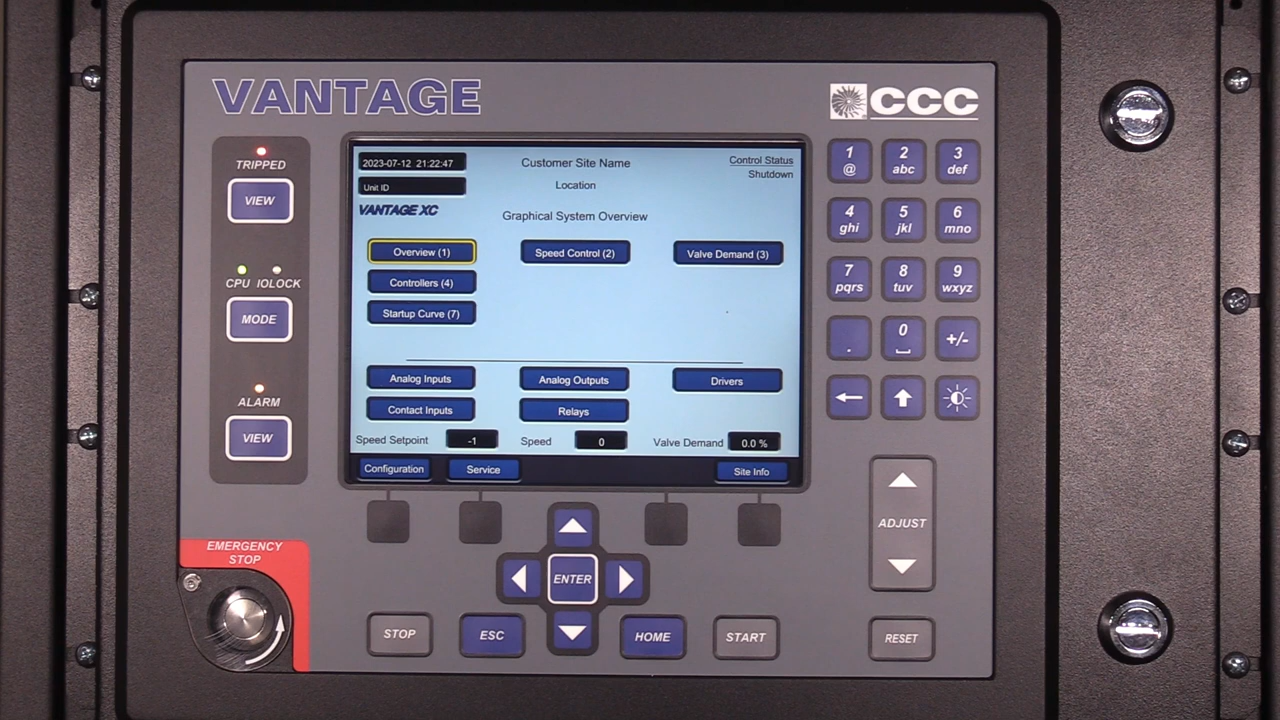 VANTAGE
CCC
TRIPPED
VIEW
CPU IOLOCK
MODE
ALARM
VIEW
EMERGENCY
STOP
2023-07-12 21:22:47
Unit ID
VANTAGE XC
Customer Site Name
Location
Graphical System Overview
Control Status
Shutdown
Overview (1)
Speed Control (2)
Valve Demand (3)
Controllers (4)
Startup Curve (7)
Analog Inputs
Analog Outputs
Drivers
Contact Inputs
Relays
Speed Setpoint -1
Speed 0
Valve Demand 0.0 %
Configuration
Service
Site Info
1
@
2
abc
3
def
4
ghi
5
jkl
6
mno
7
pqrs
8
tuv
9
wxyz
.
0
+/-
ADJUST
ENTER
STOP
ESC
HOME
START
RESET